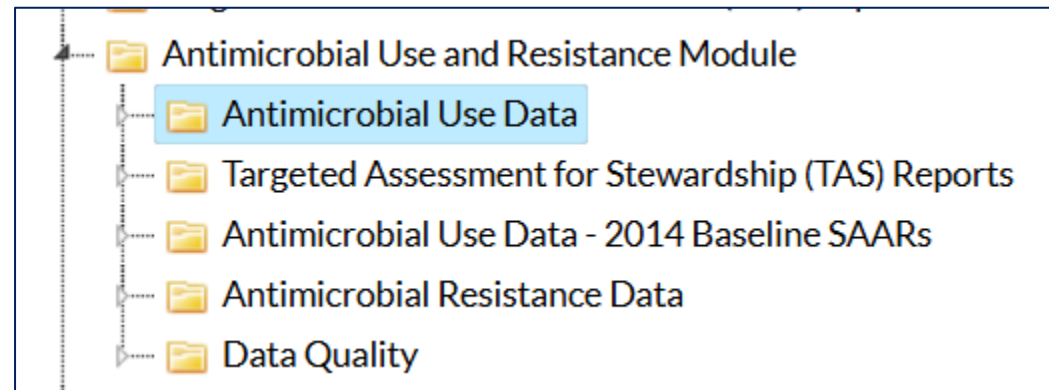 Antimicrobial Use and Resistance Module
Antimicrobial Use Data
Targeted Assessment for Stewardship (TAS) Reports
Antimicrobial Use Data - 2014 Baseline SAARs
Antimicrobial Resistance Data
Data Quality